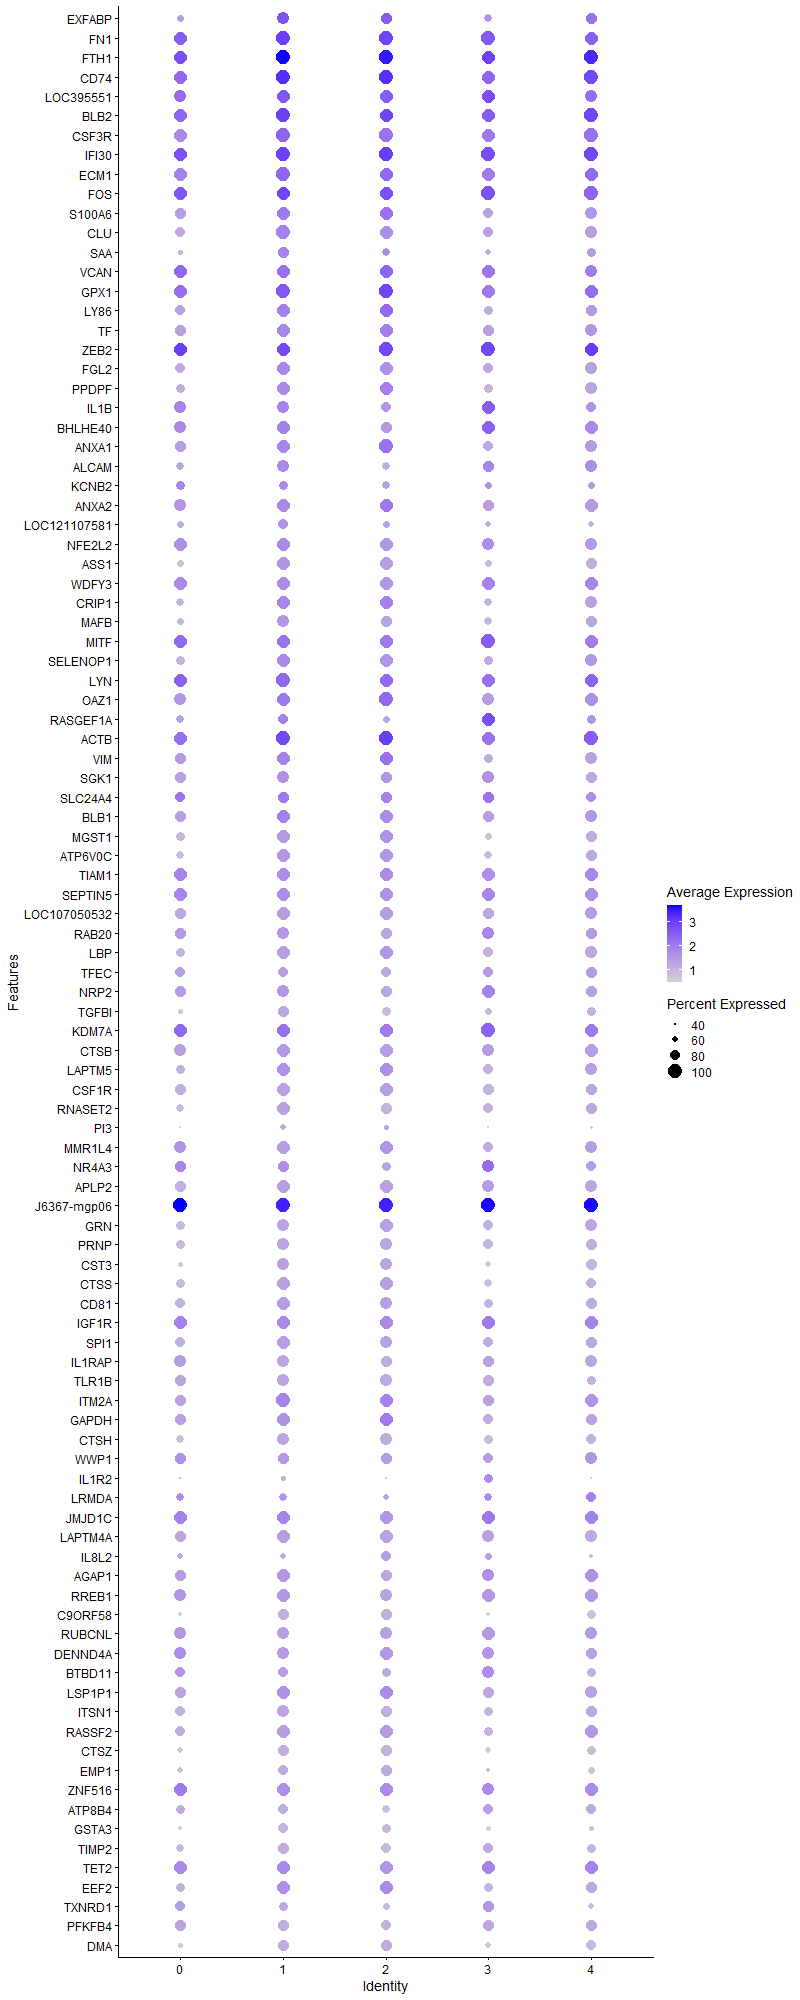 EXFABP
FN1
FTH1
CD74
LOC395551
BLB2
CSF3R
IFI30
ECM1
FOS
S100A6
CLU
SAA
VCAN
GPX1
LY86
TF
ZEB2
FGL2
PPDPF
IL1B
BHLHE40
ANXA1
ALCAM
KCNB2
ANXA2
LOC121107581
NFE2L2
ASS1
WDFY3
CRIP1
MAFB
MITF
SELENOP1
LYN
OAZ1
RASGEF1A
ACTB
VIM
SGK1
SLC24A4
BLB1
MGST1
ATP6V0C
TIAM1
SEPTIN5
LOC107050532
RAB20
LBP
TFEC
NRP2
TGFBI
KDM7A
CTSB
LAPTM5
CSF1R
RNASET2
PI3
MMR1L4
NR4A3
APLP2
J6367-mgp06
GRN
PRNP
CST3
CTSS
CD81
IGF1R
SPI1
IL1RAP
TLR1B
ITM2A
GAPDH
CTSH
WWP1
IL1R2
LRMDA
JMJD1C
LAPTM4A
IL8L2
AGAP1
RREB1
C9ORF58
RUBCNL
DENND4A
BTBD11
LSP1P1
ITSN1
RASSF2
CTSZ
EMP1
ZNF516
ATP8B4
GSTA3
TIMP2
TET2
EEF2
TXNRD1
PFKFB4
DMA
Features
0 1 2 3 4
Identity
Average Expression
3
2
1
Percent Expressed
40
60
80
100